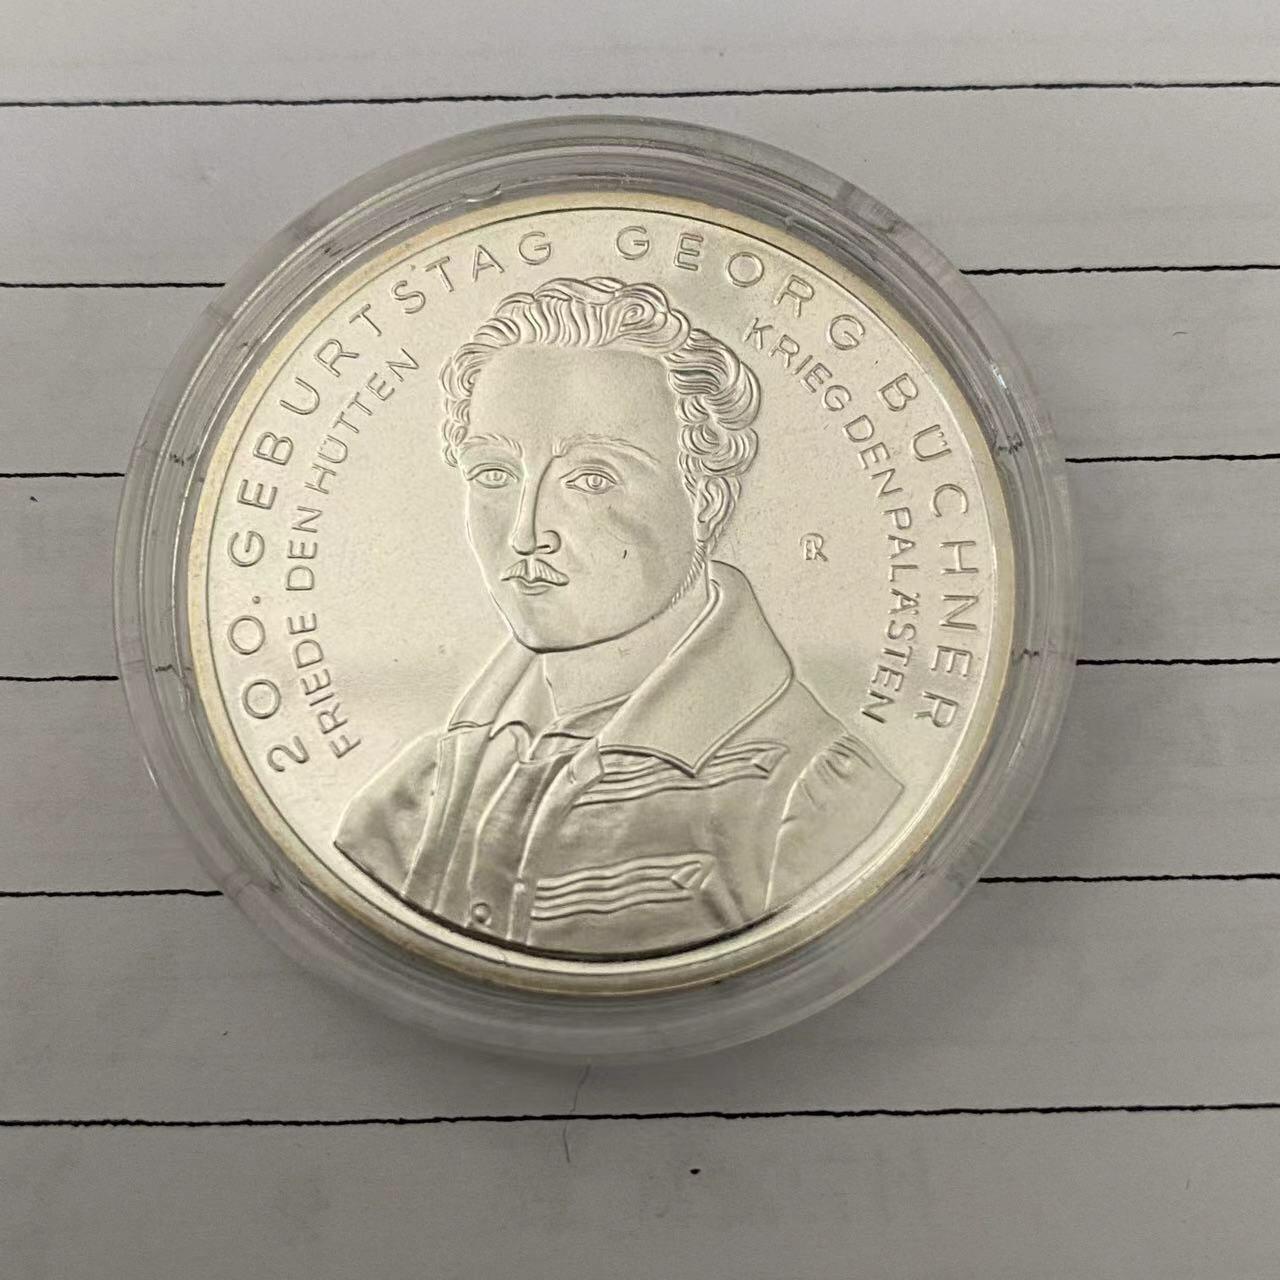 200. GEBURTSTAG GEORG BÜCHNER
FRIEDE DEN HÜTTEN
KRIEG DEN PALÄSTEN